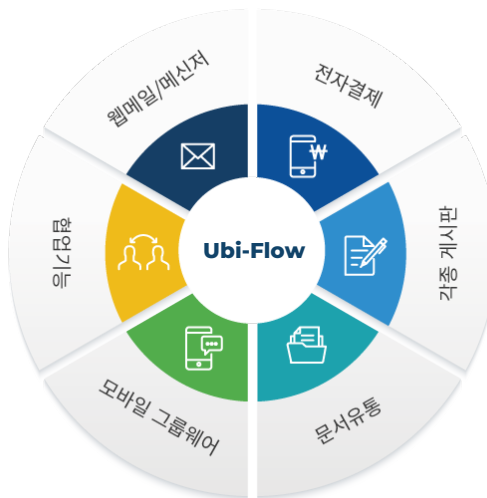 웹메일/메신저
전자결제
협업기능
Ubi-Flow
각종 게시판
모바일 그룹웨어
문서유통